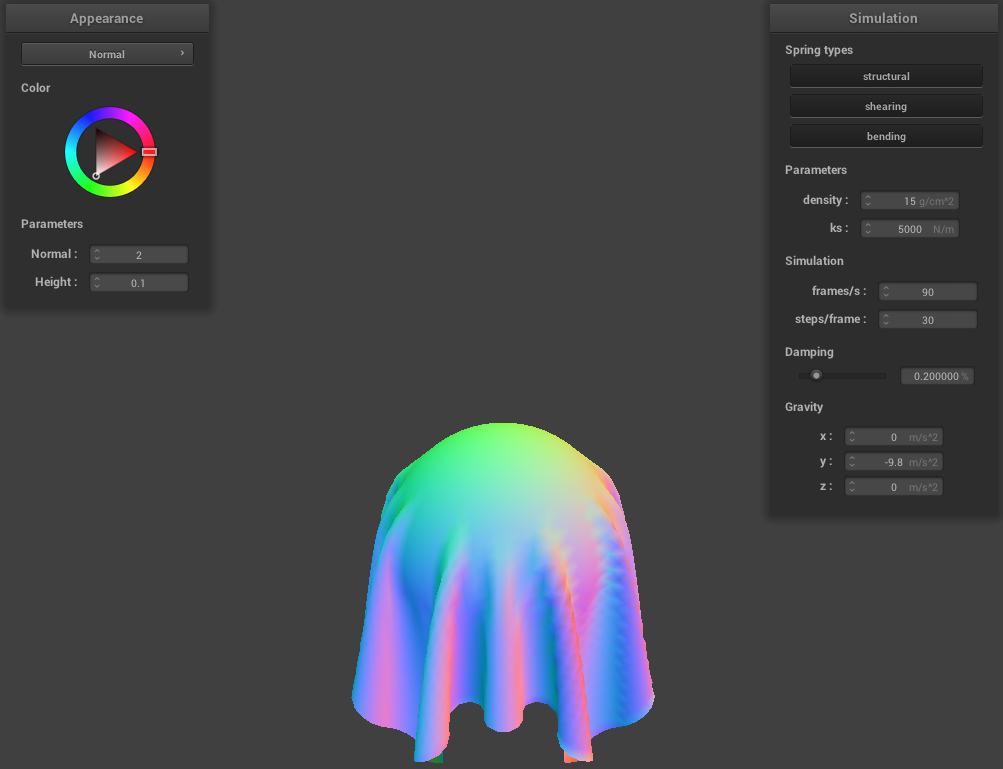 Appearance
Normal
Color
Parameters
Normal : 2
Height : 0.1
Simulation
Spring types
structural
shearing
bending
Parameters
density : 15 g/cm^2
ks : 5000 N/m
Simulation
frames/s : 90
steps/frame : 30
Damping
0.200000 %
Gravity
x : 0 m/s^2
y : -9.8 m/s^2
z : 0 m/s^2